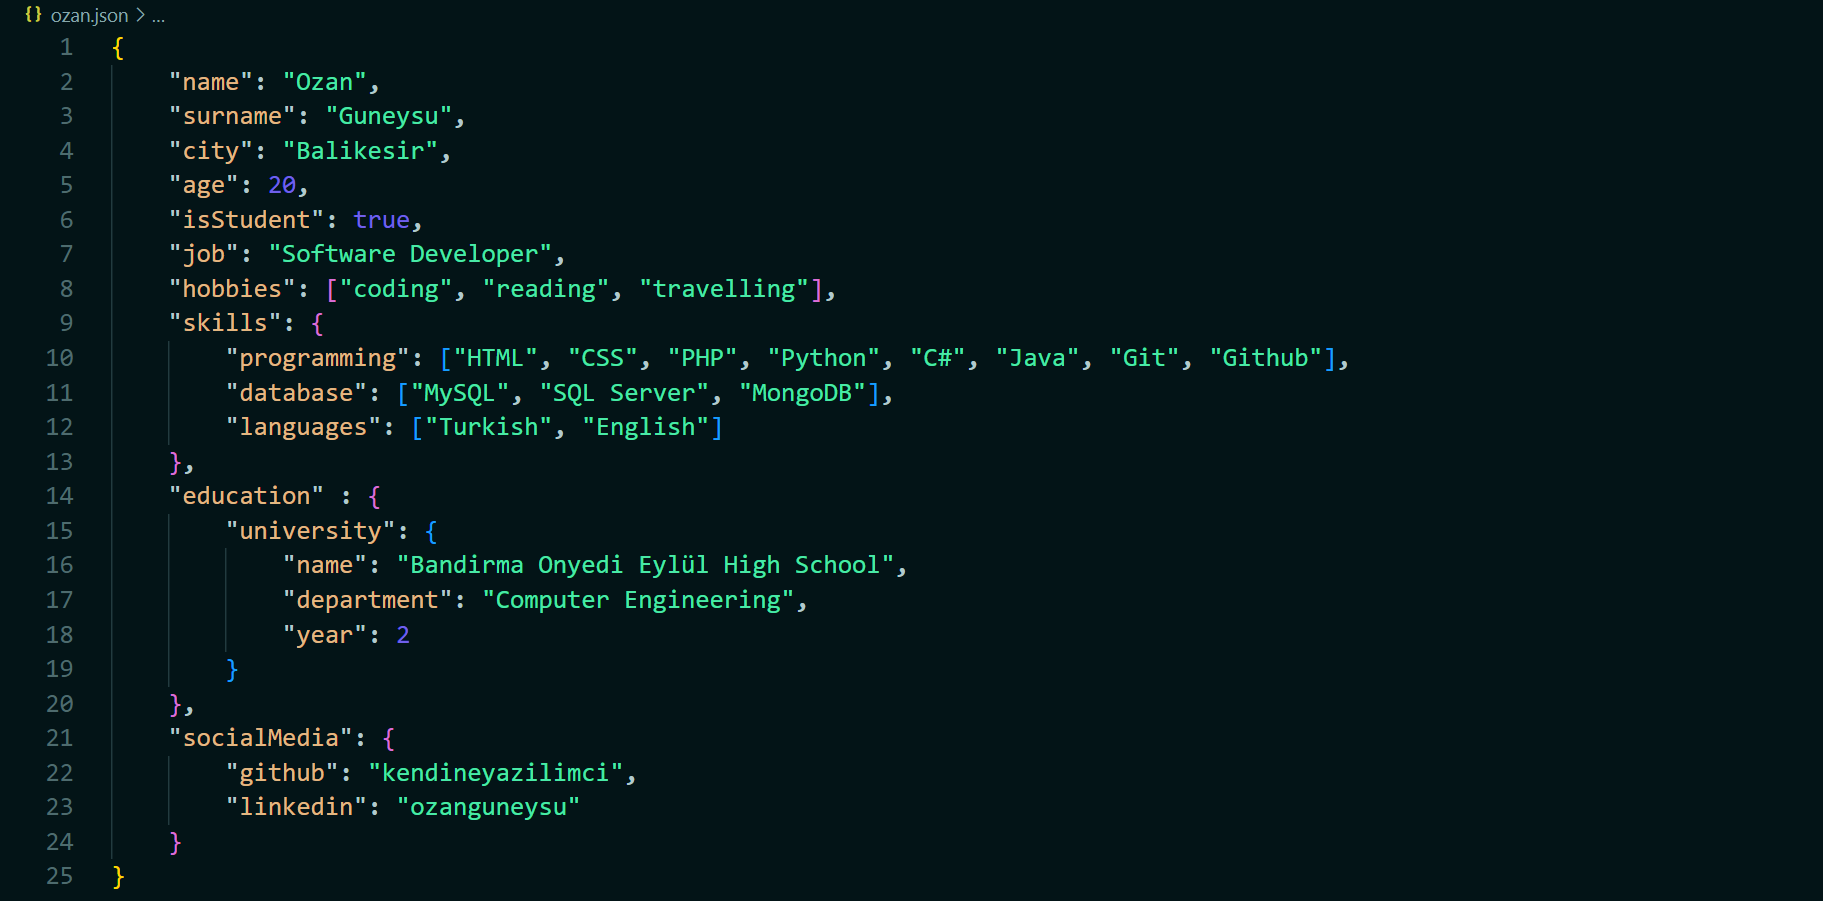 {} ozan.json > ...
1 {
2     "name": "Ozan",
3     "surname": "Guneysu",
4     "city": "Balikesir",
5     "age": 20,
6     "isStudent": true,
7     "job": "Software Developer",
8     "hobbies": ["coding", "reading", "travelling"],
9     "skills": {
10         "programming": ["HTML", "CSS", "PHP", "Python", "C#", "Java", "Git", "Github"],
11         "database": ["MySQL", "SQL Server", "MongoDB"],
12         "languages": ["Turkish", "English"]
13     },
14     "education" : {
15         "university": {
16             "name": "Bandirma Onyedi Eylül High School",
17             "department": "Computer Engineering",
18             "year": 2
19         }
20     },
21     "socialMedia": {
22         "github": "kendineyazilimci",
23         "linkedin": "ozanguneysu"
24     }
25 }